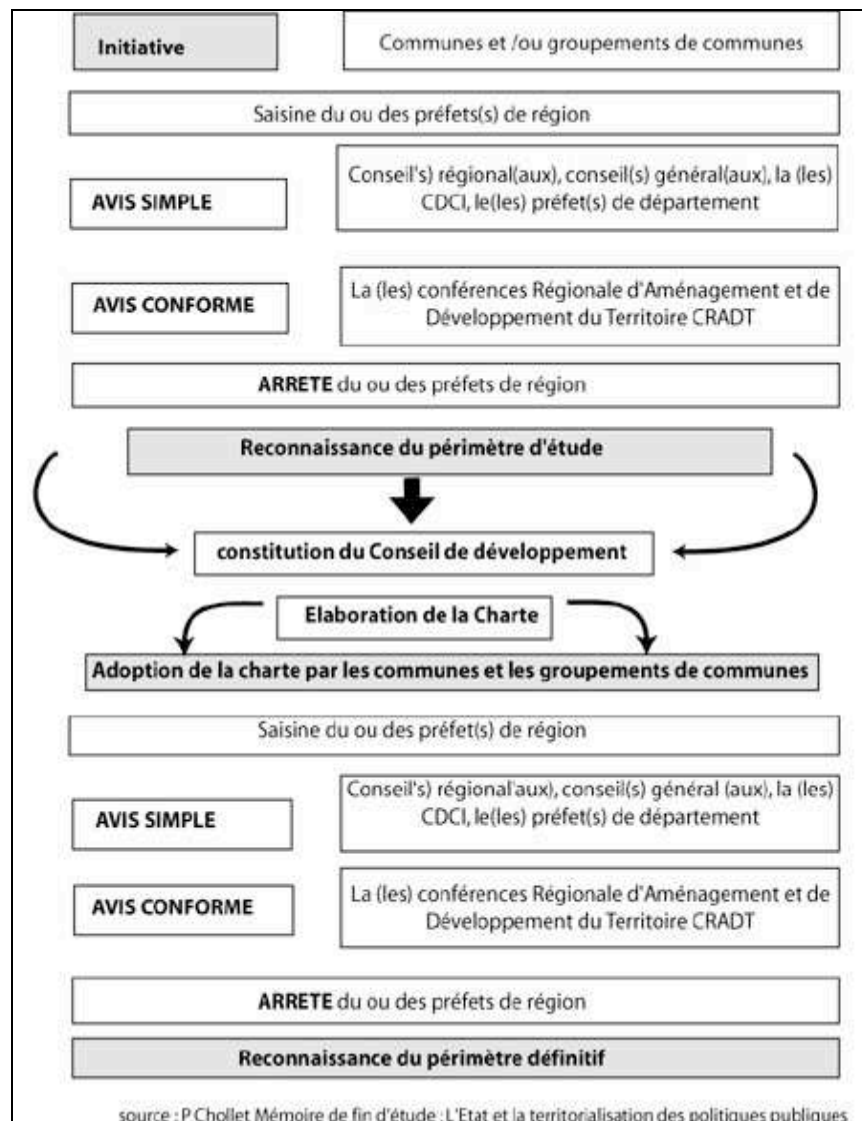 Initiative
Communes et /ou groupements de communes
Saisine du ou des préfets(s) de région
AVIS SIMPLE
Conseil's) régional(aux), conseil(s) général(aux), la (les)
CDCI, le(les) préfet(s) de département
AVIS CONFORME
La (les) conférences Régionale d'Aménagement et de
Développement du Territoire CRADT
ARRETE du ou des préfets de région
Reconnaissance du périmètre d'étude
constitution du Conseil de développement
Elaboration de la Charte
Adoption de la charte par les communes et les groupements de communes
Saisine du ou des préfet(s) de région
AVIS SIMPLE
Conseil's) régional'aux), conseil(s) général (aux), la (les)
CDCI, le(les) préfet(s) de département
AVIS CONFORME
La (les) conférences Régionale d'Aménagement et de
Développement du Territoire CRADT
ARRETE du ou des préfets de région
Reconnaissance du périmètre définitif
source : P Chollet Mémoire de fin d'étude : L'Etat et la territorialisation des politiques publiques